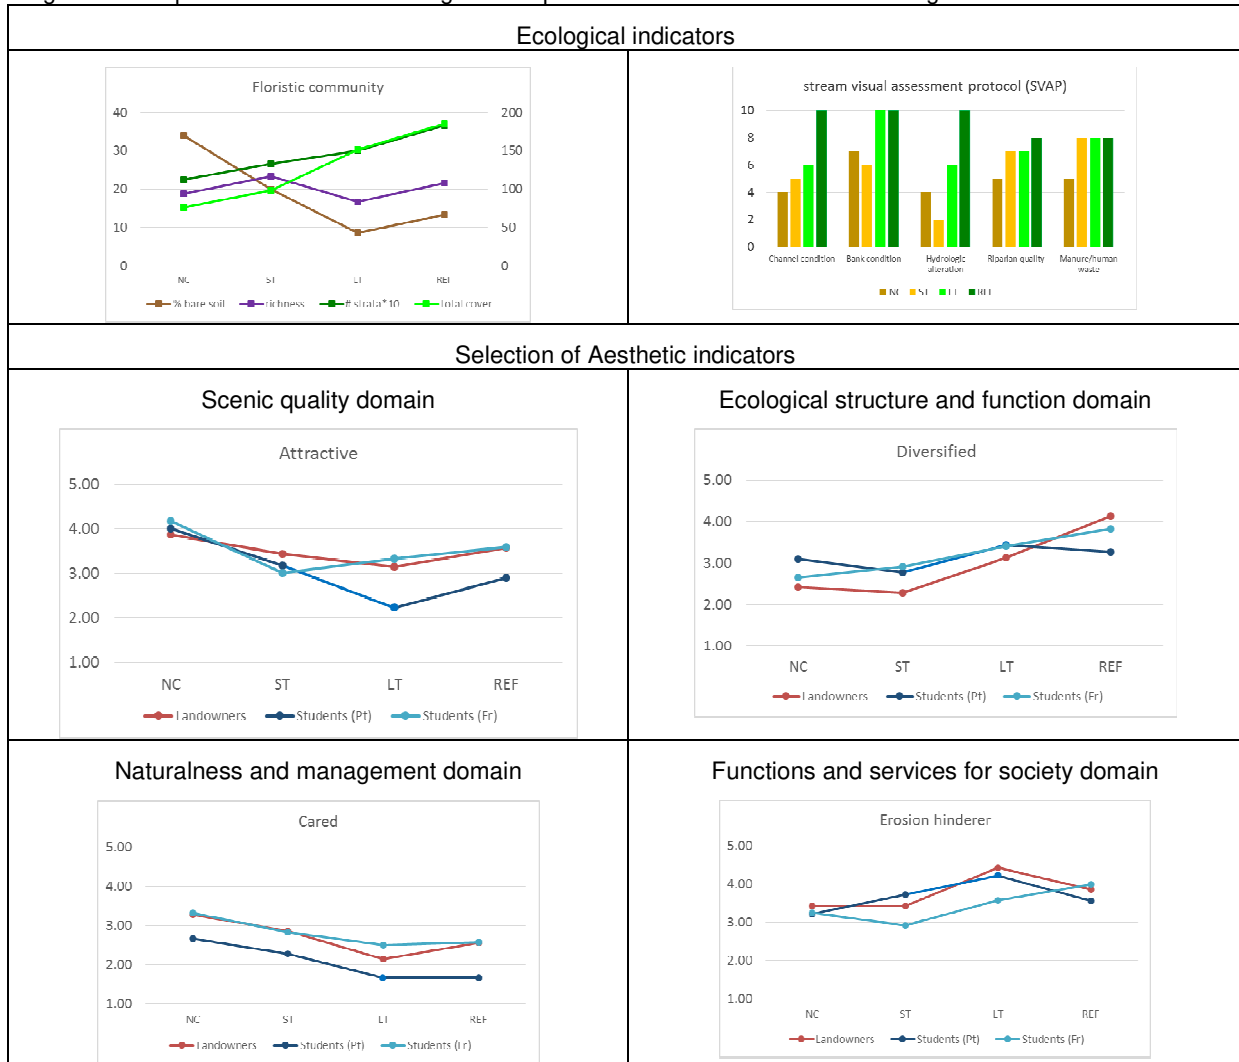 Ecological indicators
Floristic community
40
30
20
10
0
200
150
100
50
0
NC ST LT REF
% bare soil richness # strata*10 total cover
stream visual assessment protocol (SVAP)
10
8
6
4
2
0
Channel condition Bank condition Hydrologic alteration Riparian quality Manure/human waste
NC ST LT REF
Selection of Aesthetic indicators
Scenic quality domain
Attractive
5.00
4.00
3.00
2.00
1.00
NC ST LT REF
Landowners Students (Pt) Students (Fr)
Ecological structure and function domain
Diversified
5.00
4.00
3.00
2.00
1.00
NC ST LT REF
Landowners Students (Pt) Students (Fr)
Naturalness and management domain
Cared
5.00
4.00
3.00
2.00
1.00
NC ST LT REF
Landowners Students (Pt) Students (Fr)
Functions and services for society domain
Erosion hinderer
5.00
4.00
3.00
2.00
1.00
NC ST LT REF
Landowners Students (Pt) Students (Fr)